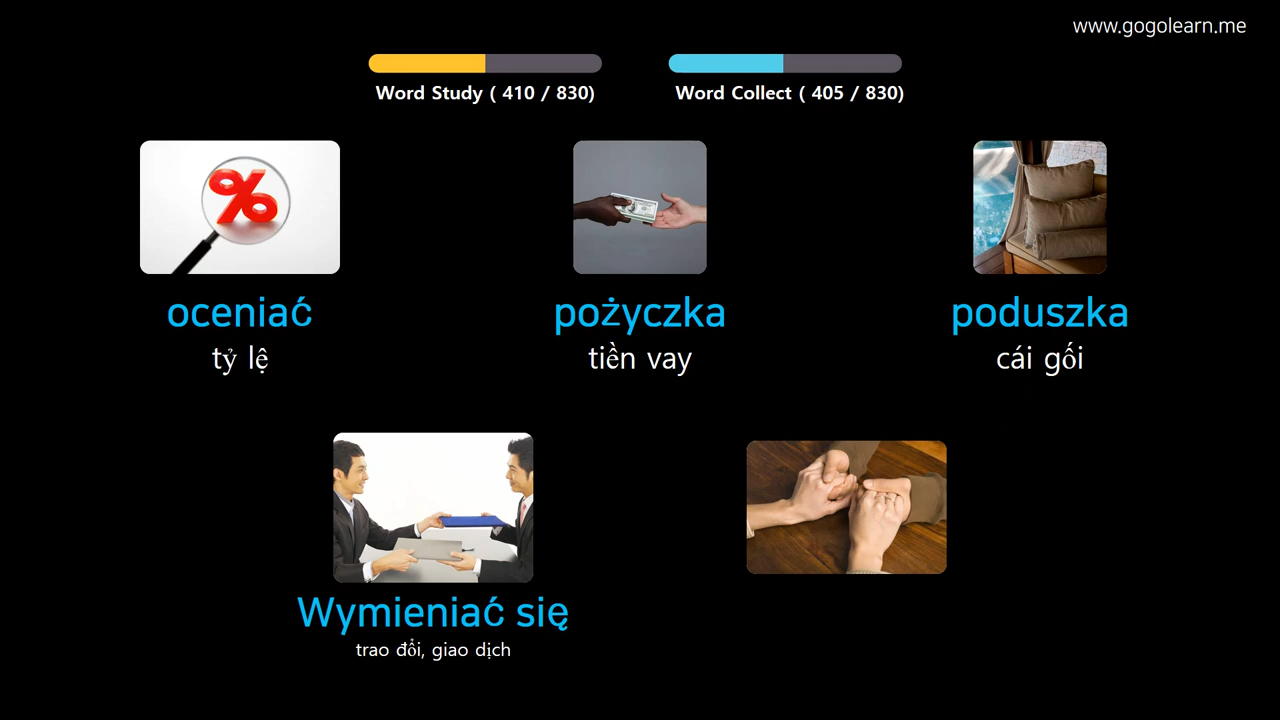 www.gogolearn.me
Word Study ( 410 / 830)
Word Collect ( 405 / 830)
%
oceniać
tỷ lệ
pożyczka
tiền vay
poduszka
cái gối
Wymieniać się
trao đổi, giao dịch